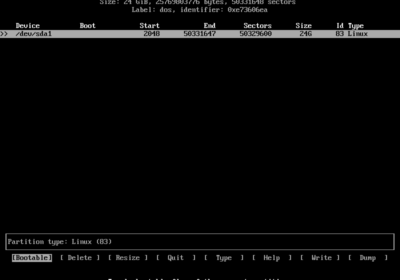 Size: 24 GiB, 25769803776 bytes, 50331648 sectors
Label: dos, identifier: 0xe73606ea
Device Boot Start End Sectors Size Id Type
>> /dev/sda1 2048 50331647 50329600 24G 83 Linux
Partition type: Linux (83)
[Bootable] [ Delete ] [ Resize ] [ Quit ] [ Type ] [ Help ] [ Write ] [ Dump ]